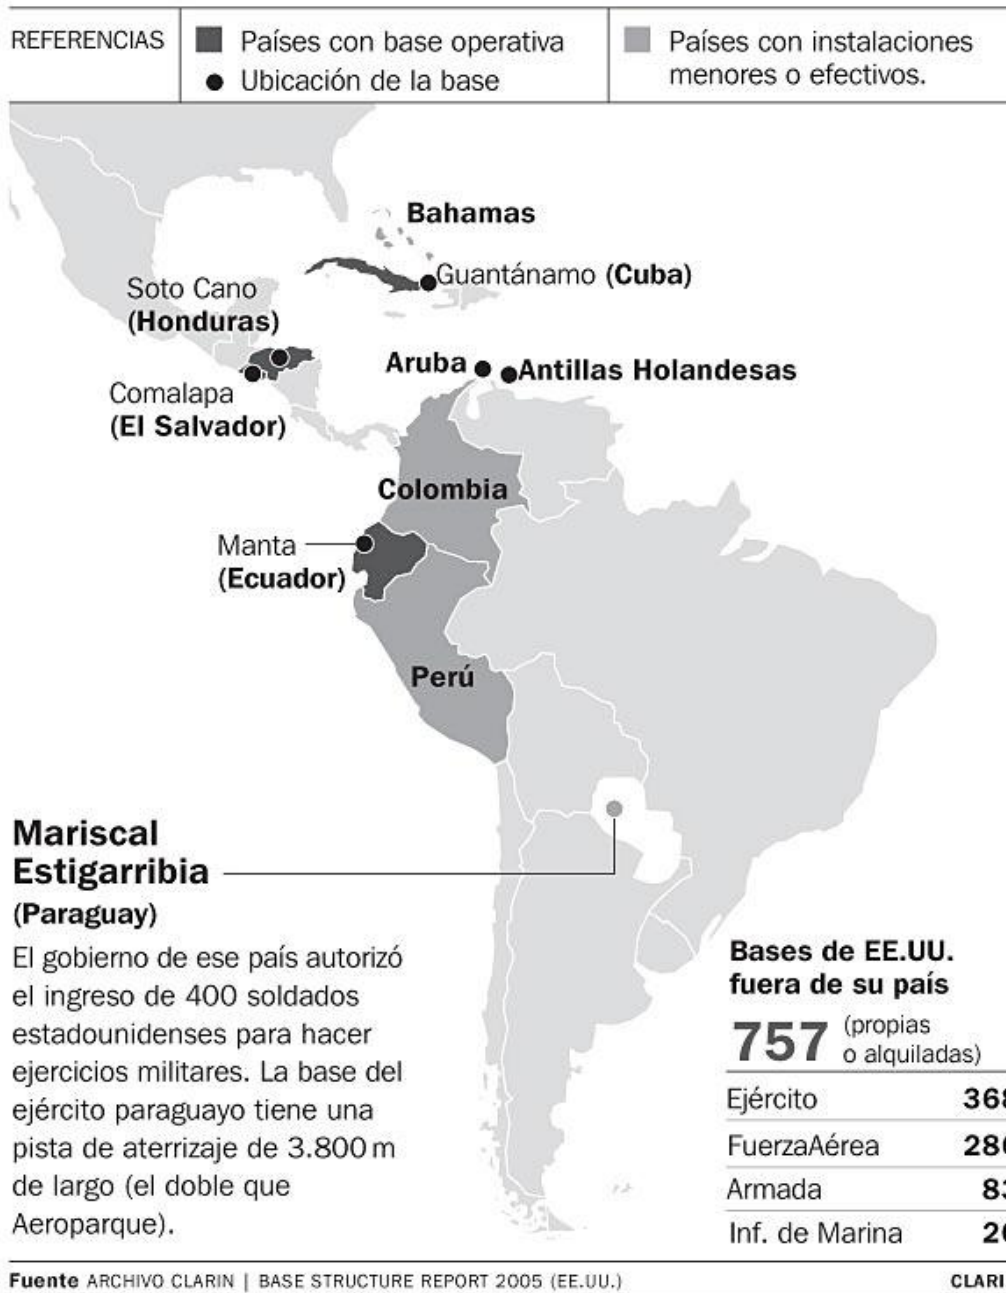 REFERENCIAS
Países con base operativa
Ubicación de la base
Países con instalaciones
menores o efectivos.
Bahamas
Guantánamo (Cuba)
Soto Cano
(Honduras)
Aruba
Antillas Holandesas
Comalapa
(El Salvador)
Colombia
Manta
(Ecuador)
Perú
Mariscal
Estigarribia
(Paraguay)
El gobierno de ese país autorizó
el ingreso de 400 soldados
estadounidenses para hacer
ejercicios militares. La base del
ejército paraguayo tiene una
pista de aterrizaje de 3.800 m
de largo (el doble que
Aeroparque).
Bases de EE.UU.
fuera de su país
757 (propias
o alquiladas)
Ejército 368
FuerzaAérea
Armada 83
Inf. de Marina
Fuente ARCHIVO CLARIN | BASE STRUCTURE REPORT 2005 (EE.UU.)
CLARI